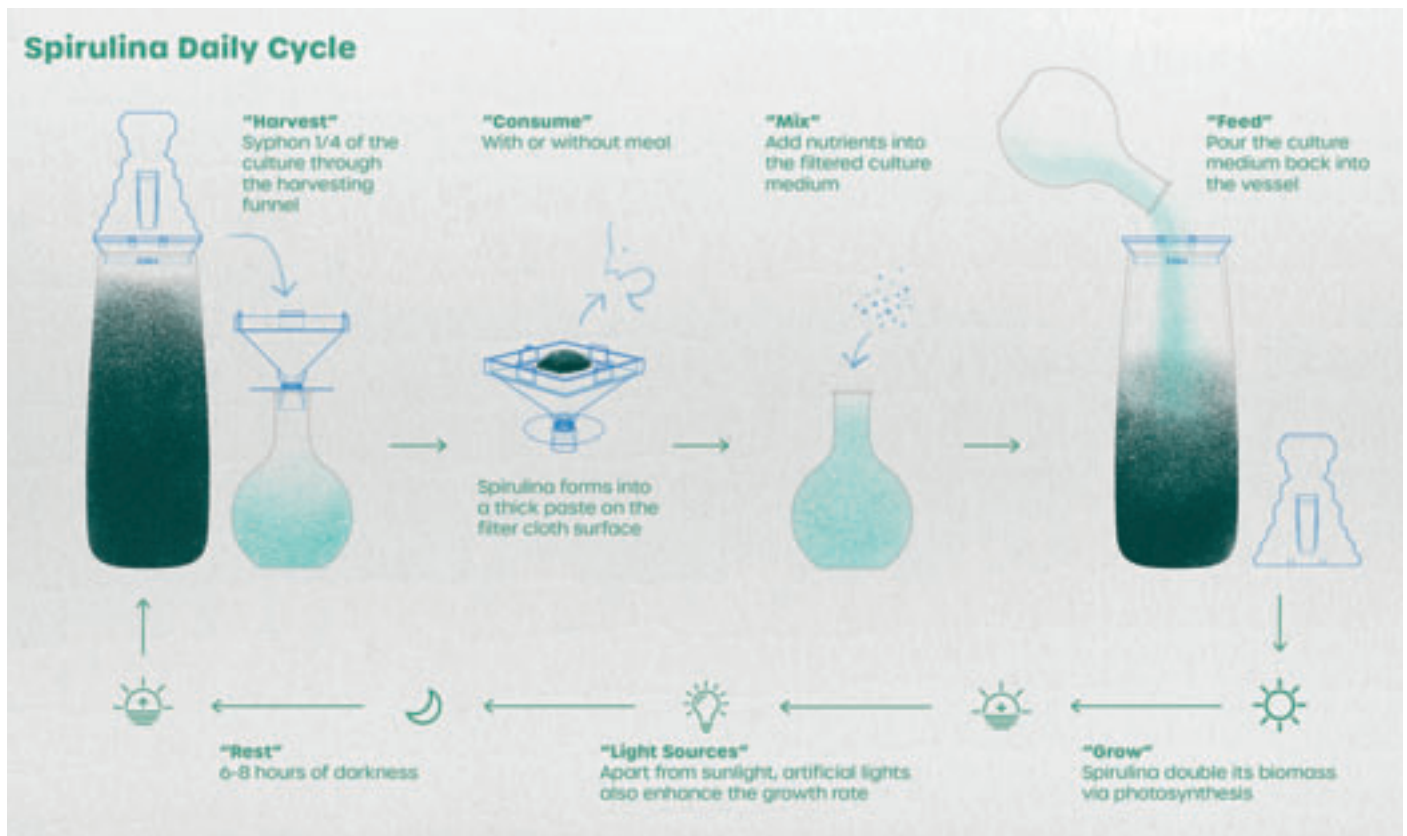 Spirulina Daily Cycle
"Harvest"
Syphon 1/4 of the
culture through
the harvesting
funnel
"Consume"
With or without meal
"Mix"
Add nutrients into
the filtered culture
medium
"Feed"
Pour the culture
medium back into
the vessel
Spirulina forms into
a thick paste on the
filter cloth surface
"Rest"
6-8 hours of darkness
"Light Sources"
Apart from sunlight, artificial lights
also enhance the growth rate
"Grow"
Spirulina double its biomass
via photosynthesis